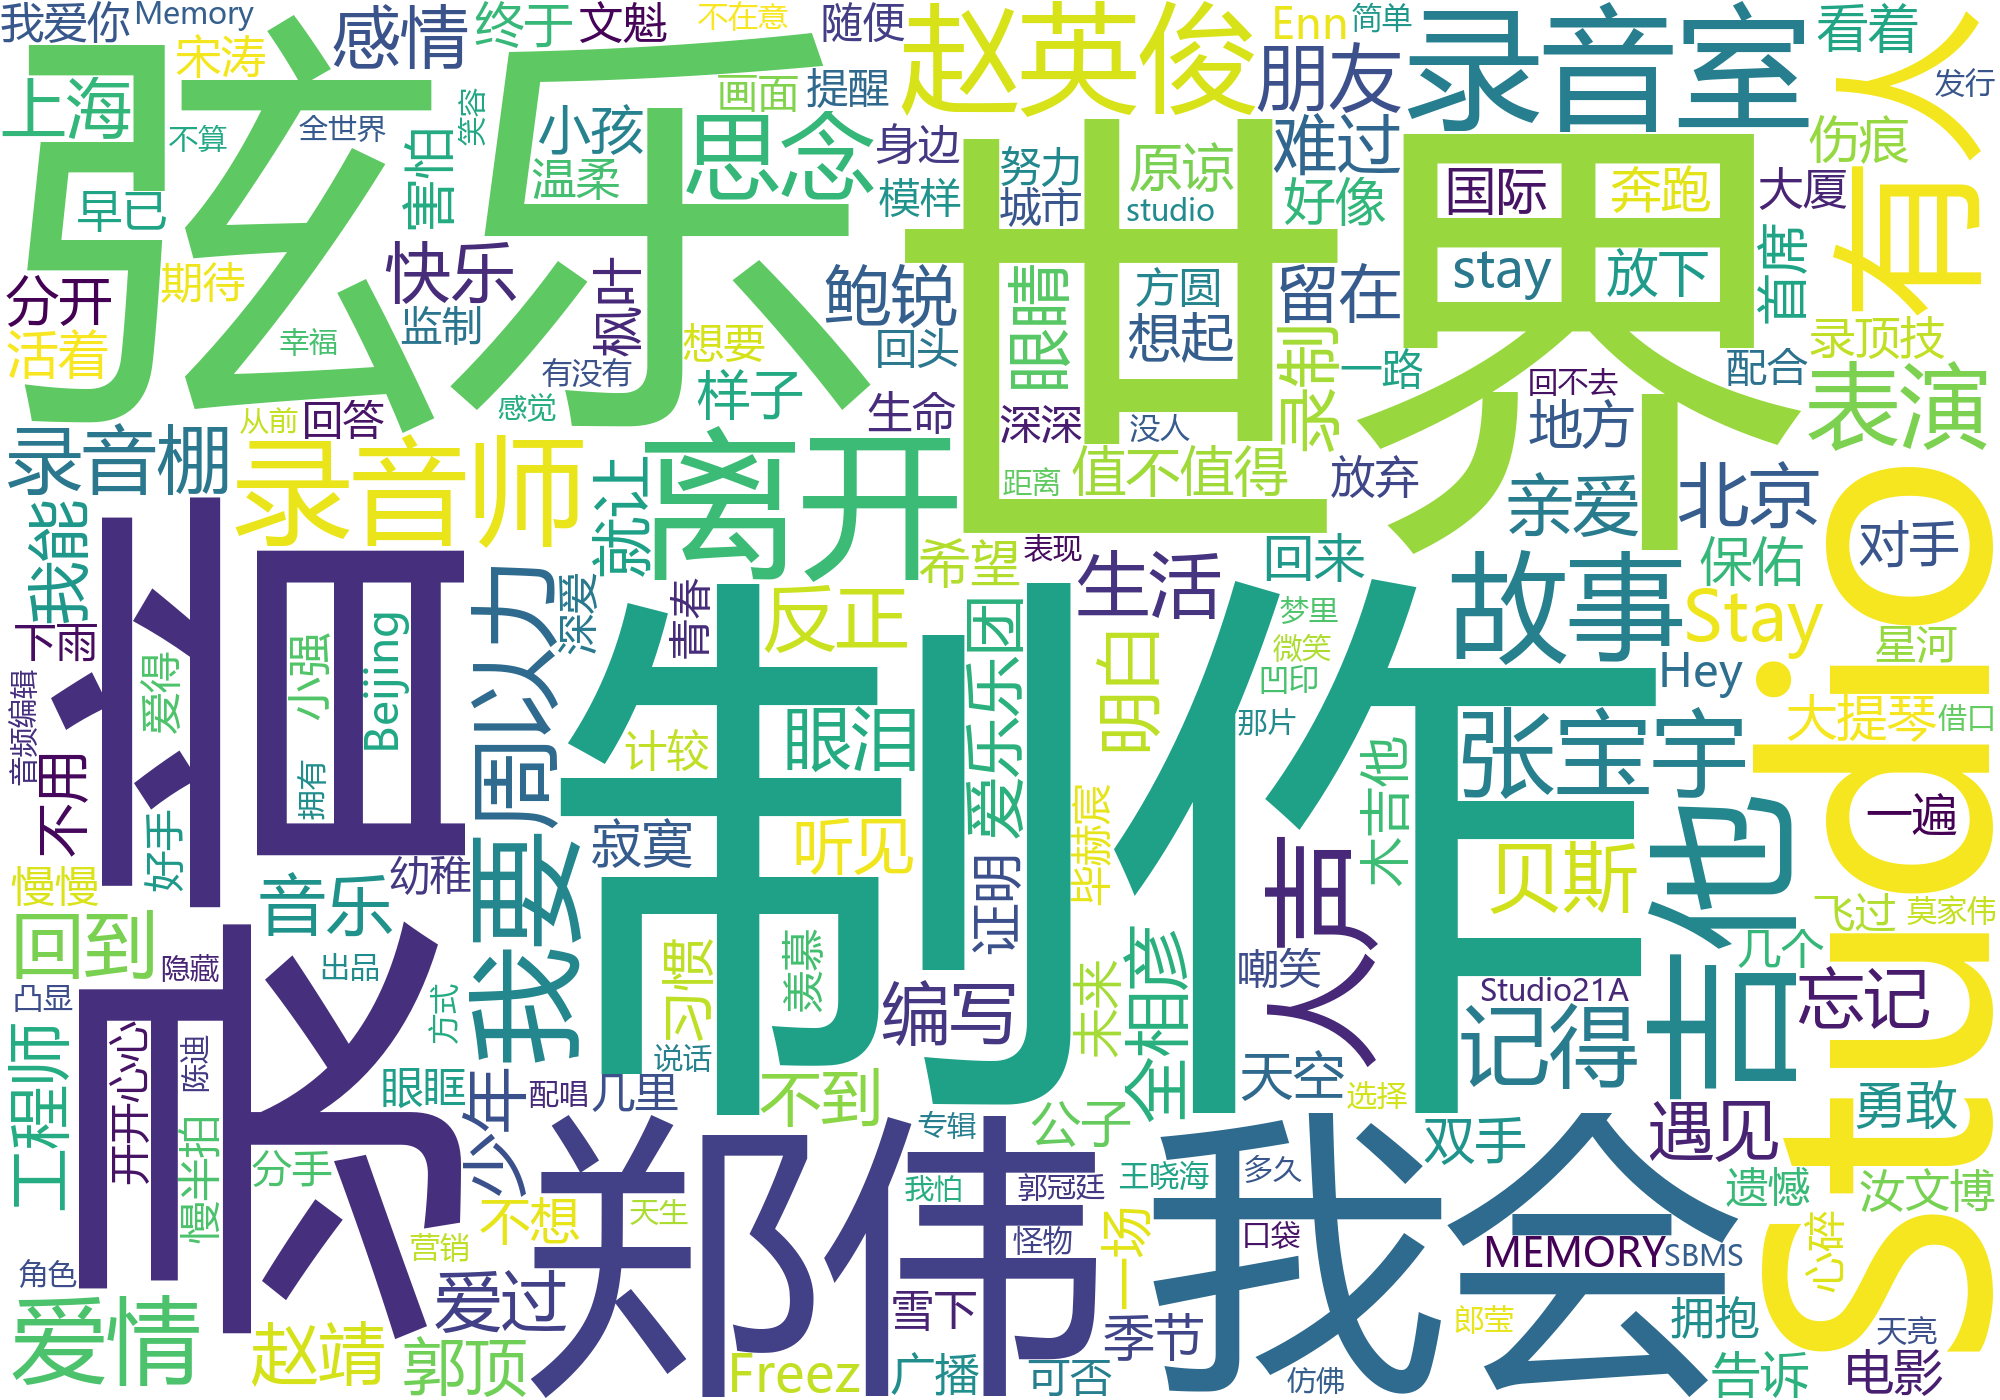 我爱你
Memory
感情
终于
文魁
不在意
随便
赵英俊
Enn
简单
录音室
看着
有人
宋涛
弦乐
朋友
发行
上海
不算
全世界
笑容
小孩
画面
提醒
思念
身边
努力
原谅
难过
伤痕
害怕
温柔
模样
城市
studio
好像
国际
奔跑
大厦
早已
世界
首席
分开
期待
快乐
枫叶
鲍锐
眼睛
方圆
留在
stay
放下
活着
幸福
监制
想要
回头
想起
录制
一路
录顶技
配合
有没有
样子
生命
深深
没人
回不去
地方
表演
从前
回答
感觉
录音棚
录音师
就让
离开
距离
值不值得
放弃
亲爱
北京
对手
我能
音乐
周以力
深爱
青春
反正
希望
表现
生活
回来
故事
保佑
studio
下雨
爱得
小强
Beijing
制作
爱乐乐团
明白
梦里
微笑
凹印
那片
Stay
Hey
星河
音频编辑
不用
拥有
计较
眼泪
木吉他
张宝宇
大提琴
借口
一遍
好手
慢慢
幼稚
我要
寂寞
听见
证明
毕赫宸
人声
贝斯
吉他
飞过
莫家伟
回到
隐藏
音乐
出品
习惯
羡慕
编写
未来
全相彦
嘲笑
几个
忘记
凸显
开开心心
陈迪
方式
说话
Studio21A
记得
工程师
慢半拍
眼眶
少年
配唱
几里
不到
专辑
公子
天空
选择
双手
遇见
勇敢
和声
分手
郑伟
天生
我怕
郭冠廷
王晓海
多久
我会
遗憾
汝文博
角色
营销
不想
怪物
一场
口袋
MEMORY
SBMS
心碎
爱情
赵靖
爱过
郭顶
Freez
雪下
广播
可否
季节
仿佛
郎莹
拥抱
告诉
天亮
电影